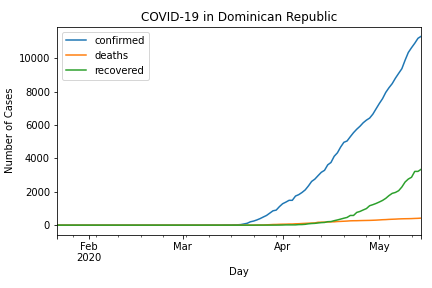 COVID-19 in Dominican Republic
confirmed
deaths
recovered
Number of Cases
10000
8000
6000
4000
2000
0
Feb
2020
Mar
Apr
May
Day